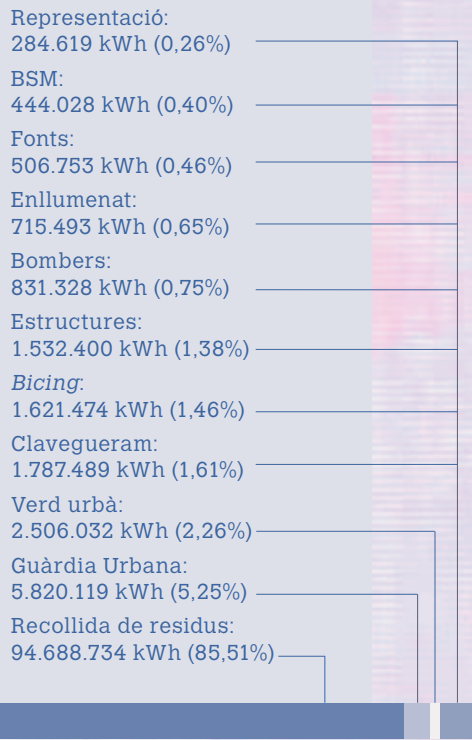 Representació:
284.619 kWh (0,26%)
BSM:
444.028 kWh (0,40%)
Fonts:
506.753 kWh (0,46%)
Enllumenat:
715.493 kWh (0,65%)
Bombers:
831.328 kWh (0,75%)
Estructures:
1.532.400 kWh (1,38%)
Bicing:
1.621.474 kWh (1,46%)
Clavegueram:
1.787.489 kWh (1,61%)
Verd urbà:
2.506.032 kWh (2,26%)
Guàrdia Urbana:
5.820.119 kWh (5,25%)
Recollida de residus:
94.688.734 kWh (85,51%)